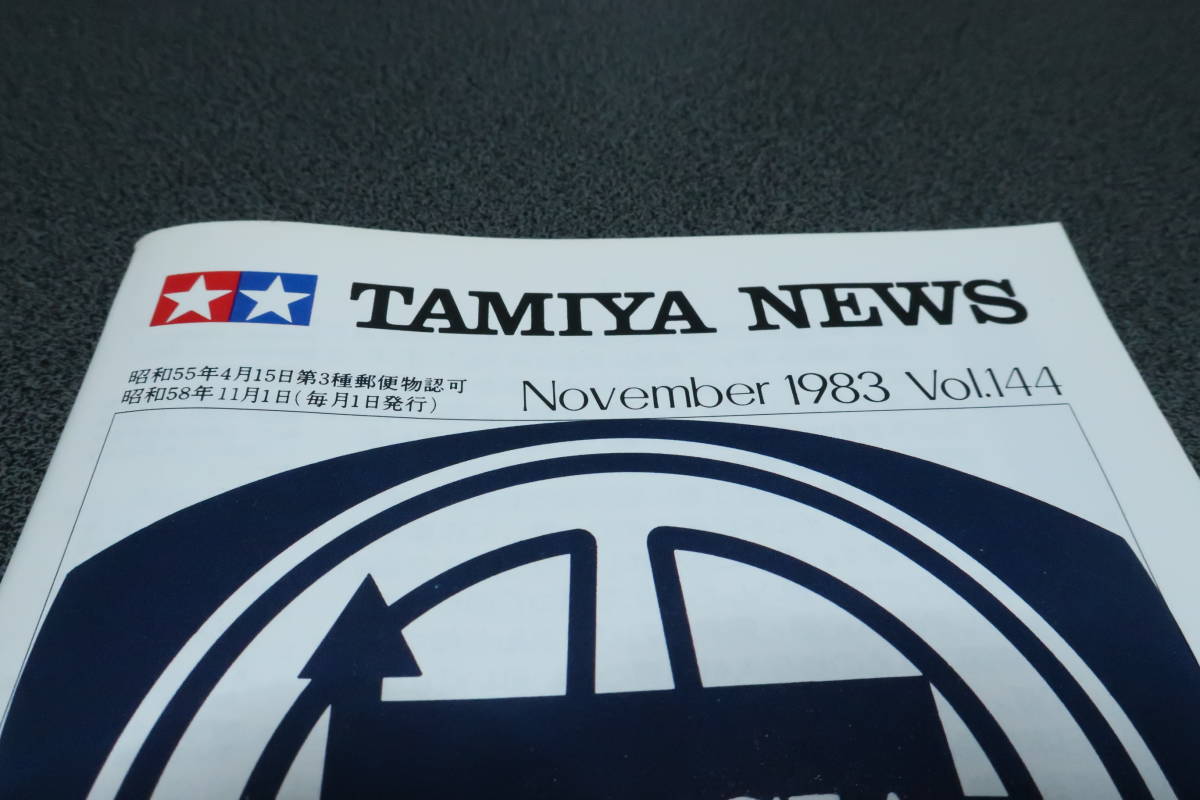 TAMIYA NEWS
昭和55年4月15日第3種郵便物認可
昭和58年11月1日(毎月1日発行)
November 1983 Vol.144